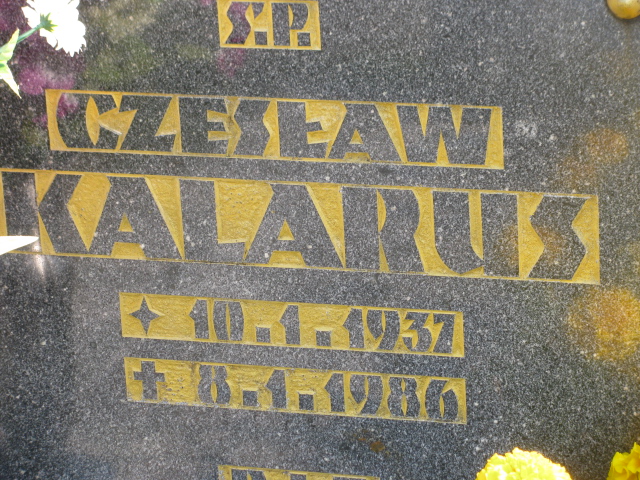 Ś.P.
CZESŁAW
KALARUS
✦ 10.1.1937
✝ 8.1.1986